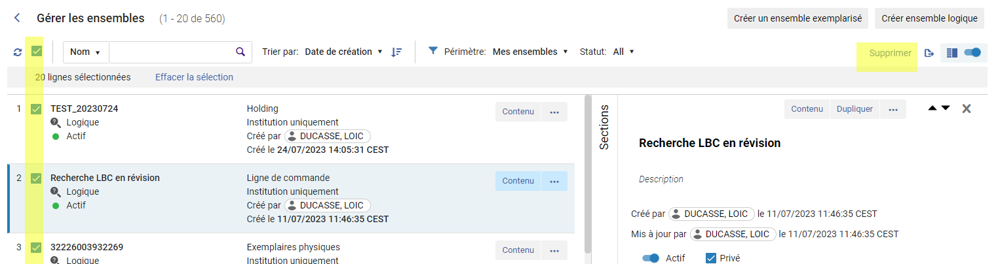 Gérer les ensembles (1 - 20 de 560) Créer un ensemble exemplarisé Créer ensemble logique
Nom Trier par: Date de création Périmètre: Mes ensembles Statut: All Supprimer
20 lignes sélectionnées Effacer la sélection
1 TEST_20230724 Holding Contenu ...
Logique Institution uniquement
Actif Créé par DUCASSE, LOIC
Créé le 24/07/2023 14:05:31 CEST
2 Recherche LBC en révision Ligne de commande Contenu ...
Logique Institution uniquement
Actif Créé par DUCASSE, LOIC
Créé le 11/07/2023 11:46:35 CEST
3 32226003932269 Exemplaires physiques Contenu ...
Logique Institution uniquement
Sections
Contenu Dupliquer ...
Recherche LBC en révision
Description
Créé par DUCASSE, LOIC le 11/07/2023 11:46:35 CEST
Mis à jour par DUCASSE, LOIC le 11/07/2023 11:46:35 CEST
Actif Privé